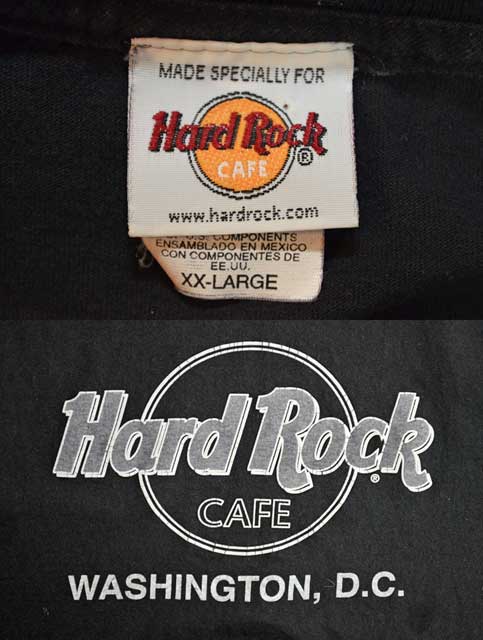 MADE SPECIALLY FOR
Hard Rock
CAFE
®
www.hardrock.com
U.S. COMPONENTS
ENSAMBLADO EN MEXICO
CON COMPONENTES DE
EE.UU.
XX-LARGE
Hard Rock
®
CAFE
WASHINGTON, D.C.